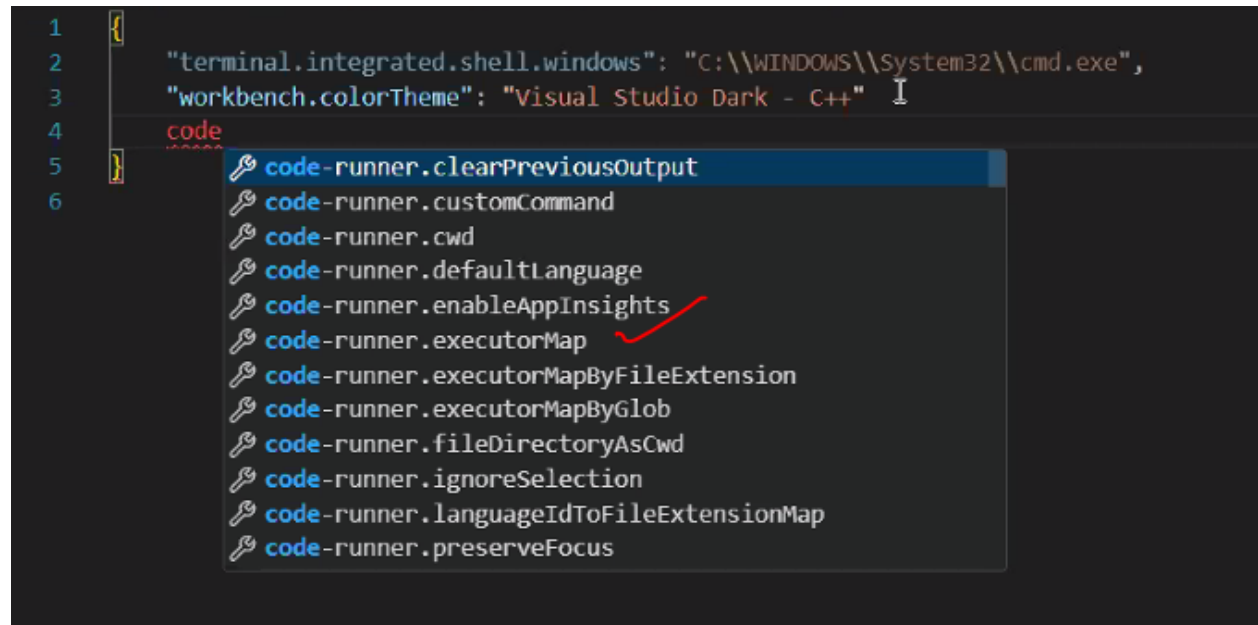 1 {
2 "terminal.integrated.shell.windows": "C:\\WINDOWS\\System32\\cmd.exe",
3 "workbench.colorTheme": "Visual Studio Dark - C++"
4 code
5 }
code-runner.clearPreviousOutput
6
code-runner.customCommand
code-runner.cwd
code-runner.defaultLanguage
code-runner.enableAppInsights
code-runner.executorMap
code-runner.executorMapByFileExtension
code-runner.executorMapByGlob
code-runner.fileDirectoryAsCwd
code-runner.ignoreSelection
code-runner.languageIdToFileExtensionMap
code-runner.preserveFocus